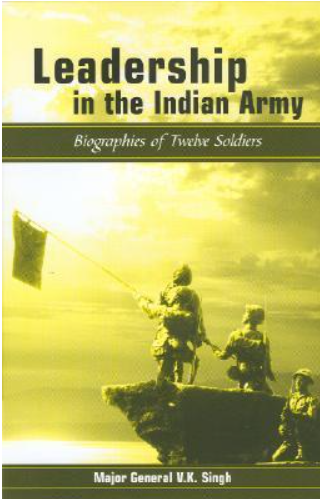 Leadership
in the Indian Army
Biographies of Twelve Soldiers
Major General V.K. Singh